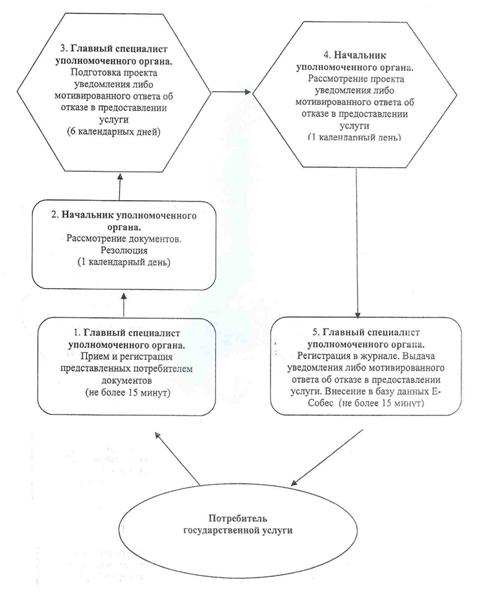 3. Главный специалист
уполномоченного органа.
Подготовка проекта
уведомления либо
мотивированного ответа об
отказе в предоставлении
услуги
(6 календарных дней)
4. Начальник
уполномоченного органа.
Рассмотрение проекта
уведомления либо
мотивированного ответа об
отказе в предоставлении
услуги
(1 календарный день)
2. Начальник уполномоченного
органа.
Рассмотрение документов.
Резолюция
(1 календарный день)
1. Главный специалист
уполномоченного органа.
Прием и регистрация
представленных потребителем
документов
(не более 15 минут)
5. Главный специалист
уполномоченного органа.
Регистрация в журнале. Выдача
уведомления либо мотивированного
ответа об отказе в предоставлении
услуги. Внесение в базу данных Е-
Собес (не более 15 минут)
Потребитель
государственной услуги